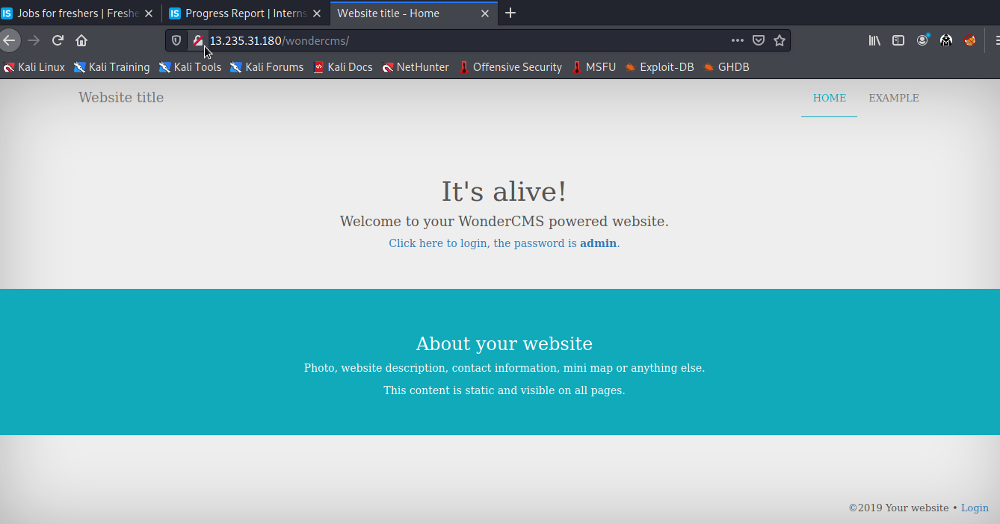 IS Jobs for freshers | Freshe
IS Progress Report | Interns
Website title - Home
13.235.31.180/wondercms/
Kali Linux Kali Training Kali Tools Kali Forums Kali Docs NetHunter Offensive Security MSFU Exploit-DB GHDB
Website title
HOME EXAMPLE
It's alive!
Welcome to your WonderCMS powered website.
Click here to login, the password is admin.
About your website
Photo, website description, contact information, mini map or anything else.
This content is static and visible on all pages.
©2019 Your website • Login